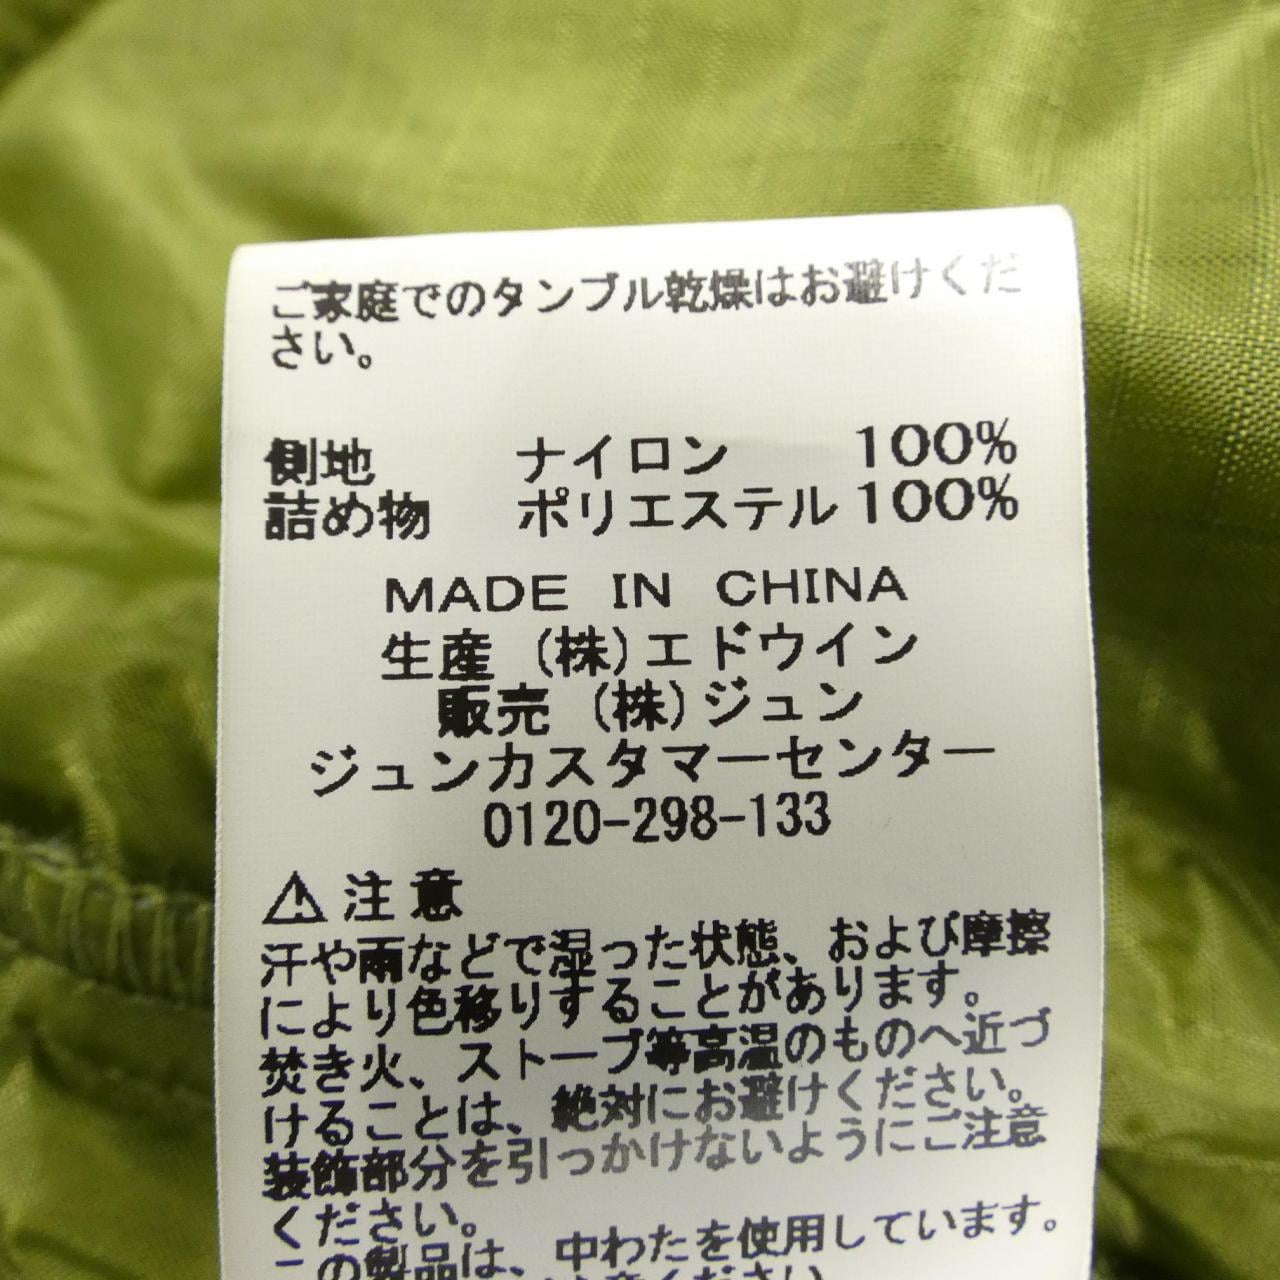 ご家庭でのタンブル乾燥はお避けくだ
さい。
側地 ナイロン 100%
詰め物 ポリエステル 100%
MADE IN CHINA
生産 (株)エドウイン
販売 (株)ジュン
ジュンカスタマーセンター
0120-298-133
⚠注意
汗や雨などで湿った状態、および摩擦
により色移りすることがあります。
焚き火、ストーブ等高温のものへ近づ
けることは、絶対にお避けください。
装飾部分を引っかけないようにご注意
ください。
この製品は、中わたを使用しています。